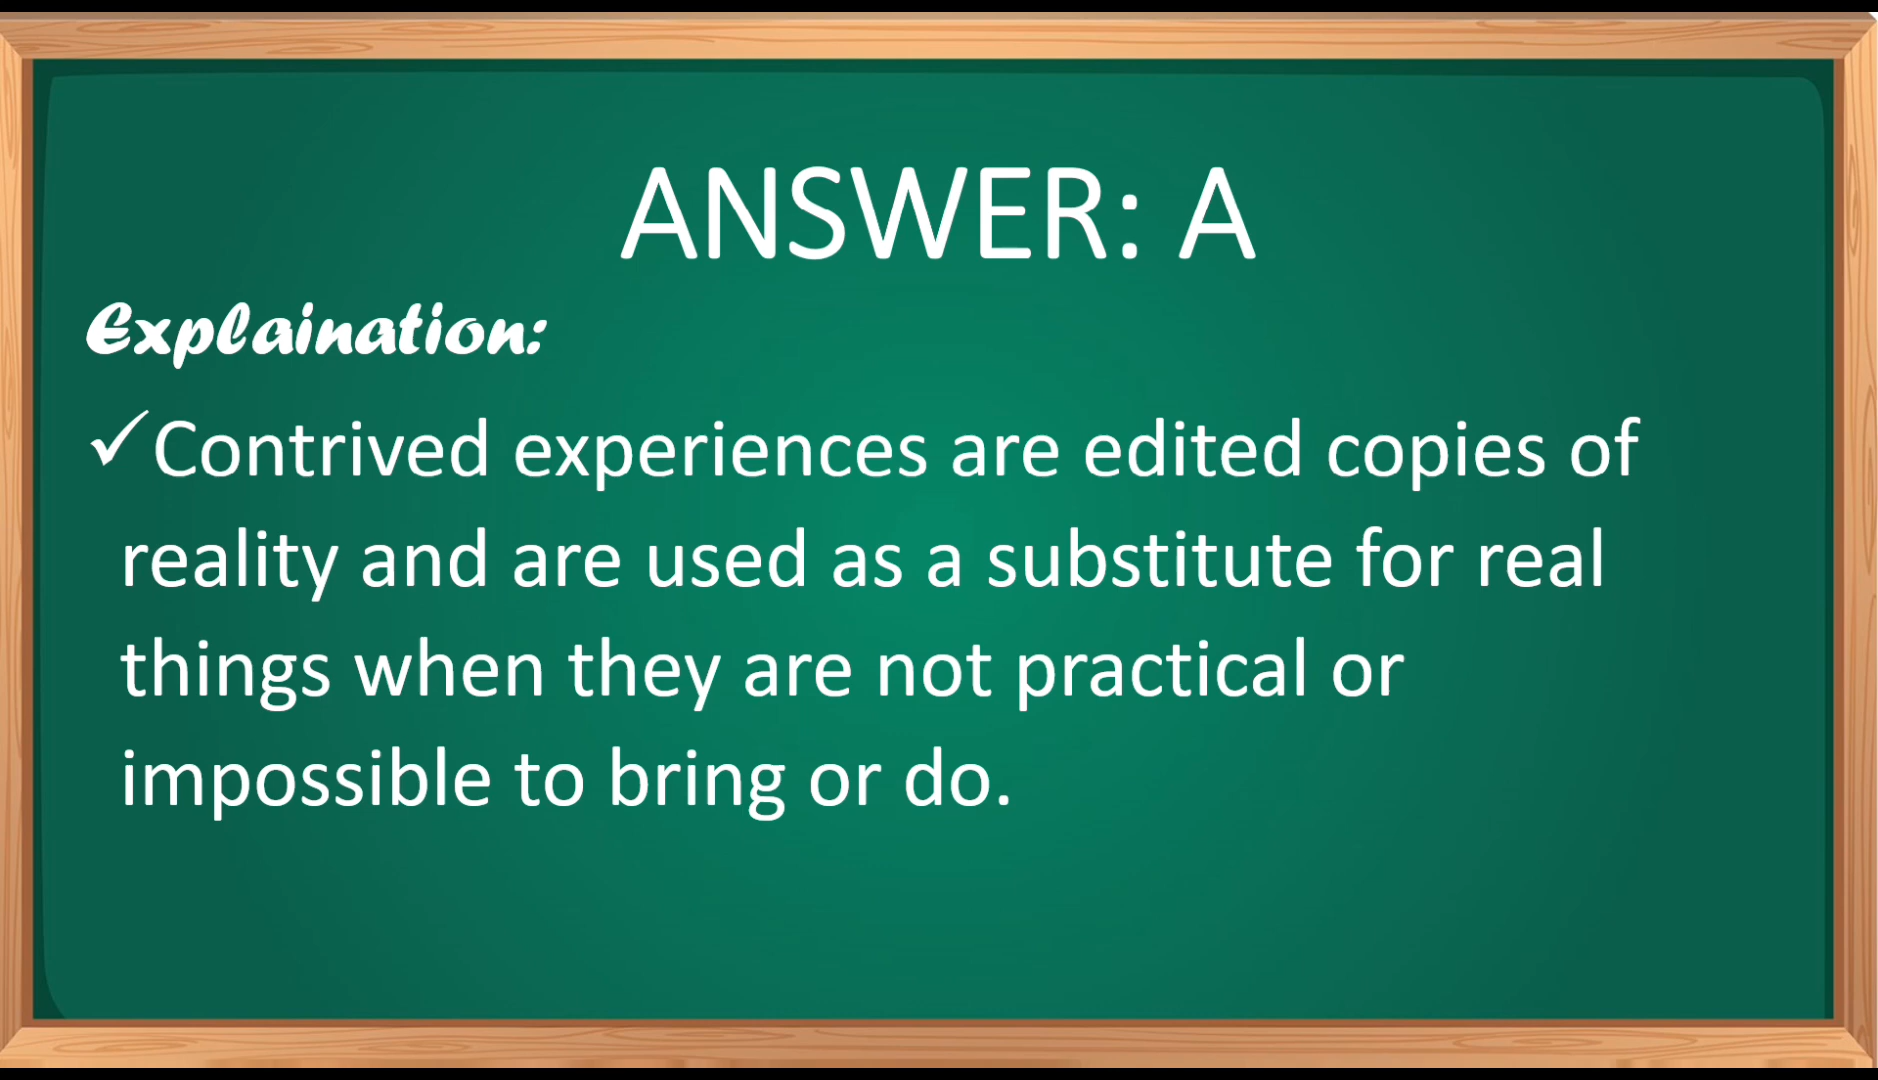 ANSWER: A
Explaination:
✓Contrived experiences are edited copies of
reality and are used as a substitute for real
things when they are not practical or
impossible to bring or do.